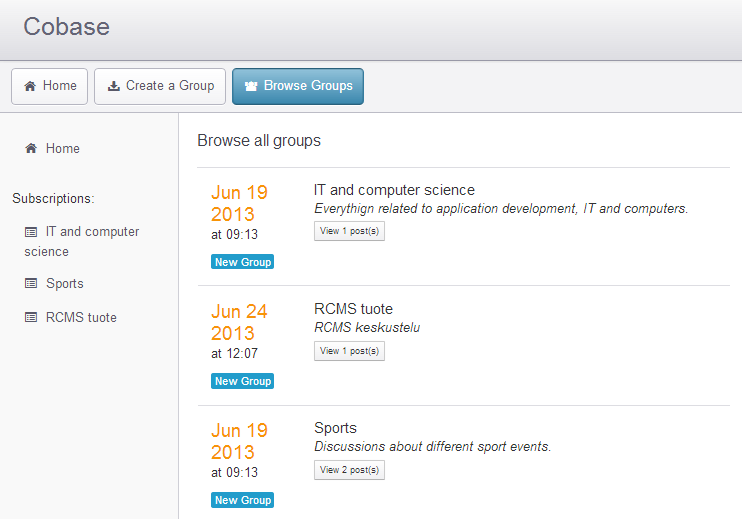 Cobase
Home
Create a Group
Browse Groups
Home
Subscriptions:
IT and computer
science
Sports
RCMS tuote
Browse all groups
Jun 19
2013
at 09:13
New Group
IT and computer science
Everythign related to application development, IT and computers.
View 1 post(s)
Jun 24
2013
at 12:07
New Group
RCMS tuote
RCMS keskustelu
View 1 post(s)
Jun 19
2013
at 09:13
New Group
Sports
Discussions about different sport events.
View 2 post(s)